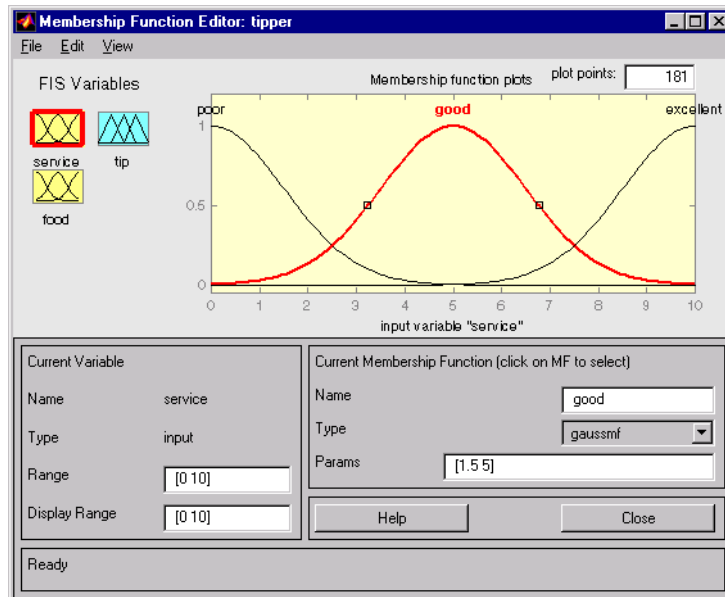 Membership Function Editor: tipper
File Edit View
FIS Variables
service
tip
food
Membership function plots
plot points:
181
poor
good
excellent
1
0.5
0
0 1 2 3 4 5 6 7 8 9 10
input variable "service"
Current Variable
Name service
Type input
Range [0 10]
Display Range [0 10]
Current Membership Function (click on MF to select)
Name good
Type gaussmf
Params [1.5 5]
Help Close
Ready